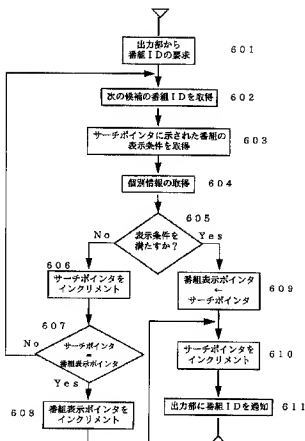 出力部から
番組IDの要求
601
次の候補の番組IDを取得
602
サーチポインタに示された番組の
表示条件を取得
603
個別情報の取得
604
605
表示条件を
満たすか？
No
Yes
606
サーチポインタを
インクリメント
番組表示ポインタ
←
サーチポインタ
609
607
サーチポインタ
=
番組表示ポインタ
No
Yes
サーチポインタを
インクリメント
610
608
番組表示ポインタを
インクリメント
出力部に番組IDを通知
611